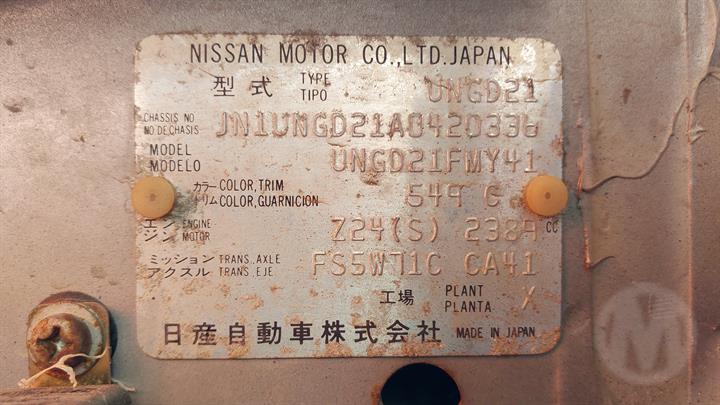 NISSAN MOTOR CO.,LTD.JAPAN
型式 TYPE TIPO UNGD21
CHASSIS NO NO DE CHASIS JN1UNGD21A0420336
MODEL MODELO UNGD21FMY41
カラー COLOR,TRIM トリム COLOR,GUARNICION 549 G
エンジン ENGINE MOTOR Z24(S) 2389 CC
ミッション TRANS.,AXLE アクスル TRANS.,EJE FS5W71C CA41
工場 PLANT PLANTA X
日産自動車株式会社 MADE IN JAPAN
M